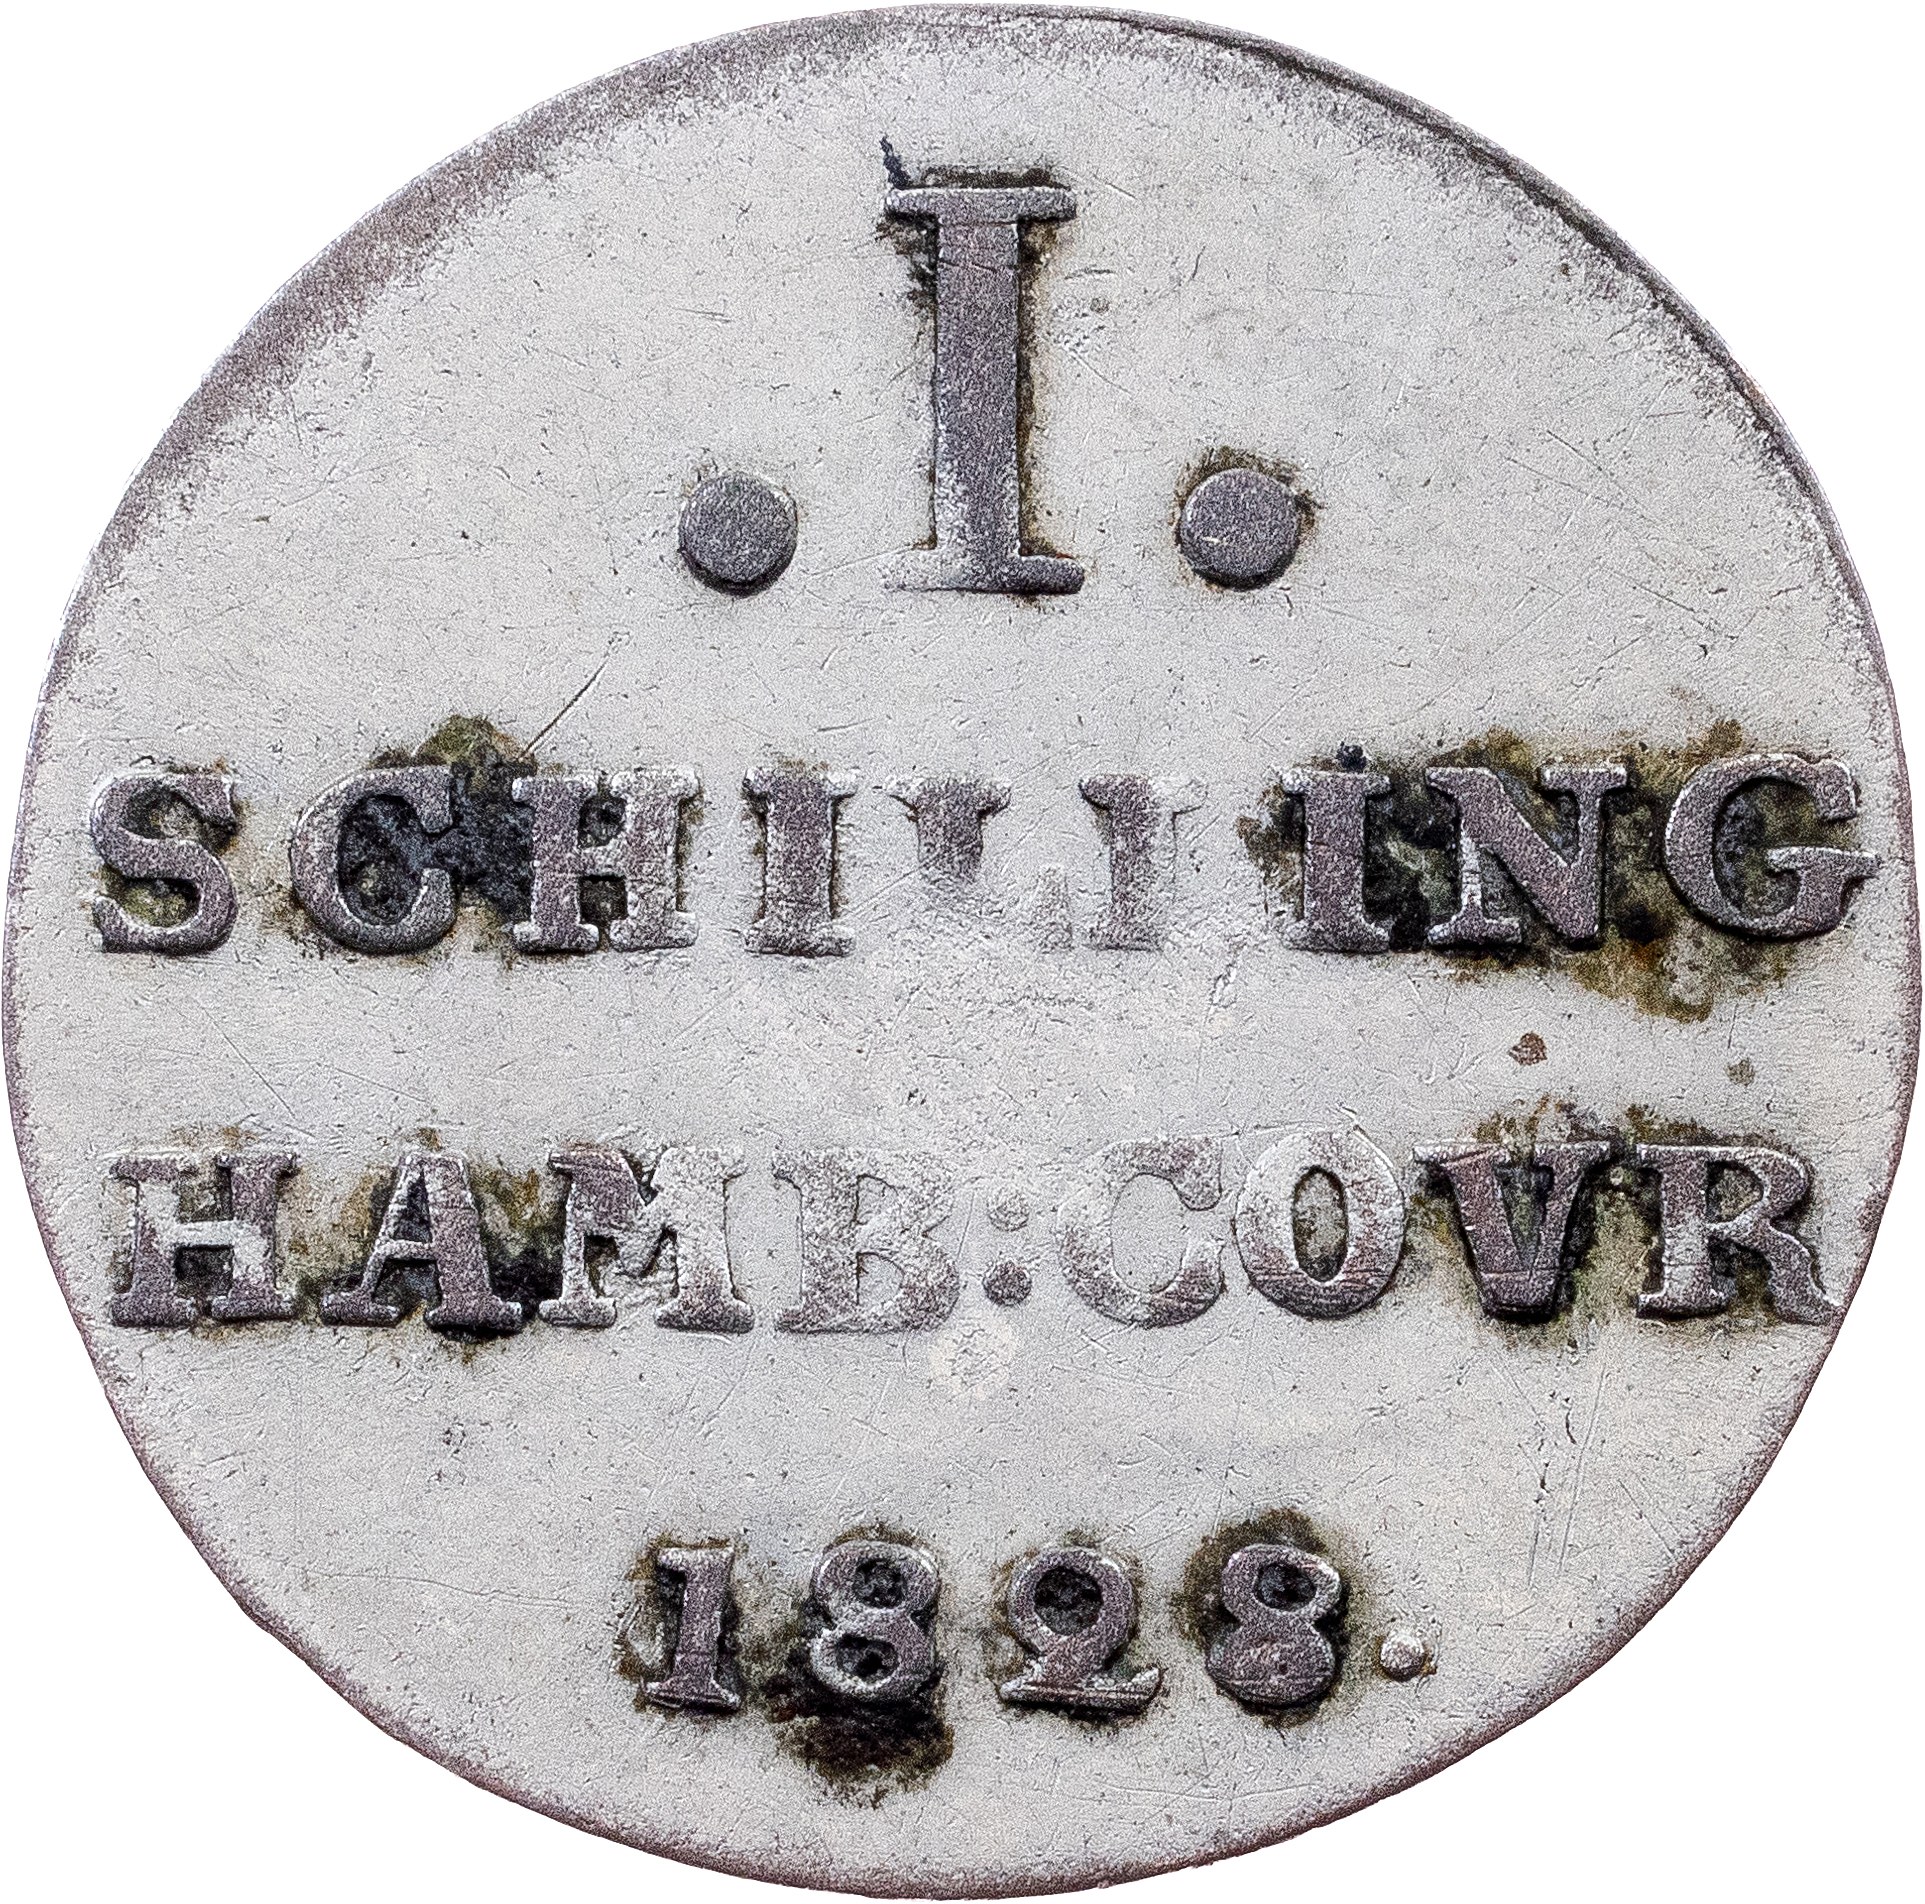 .I.
SCHILLING
HAMB:COVR
1828.